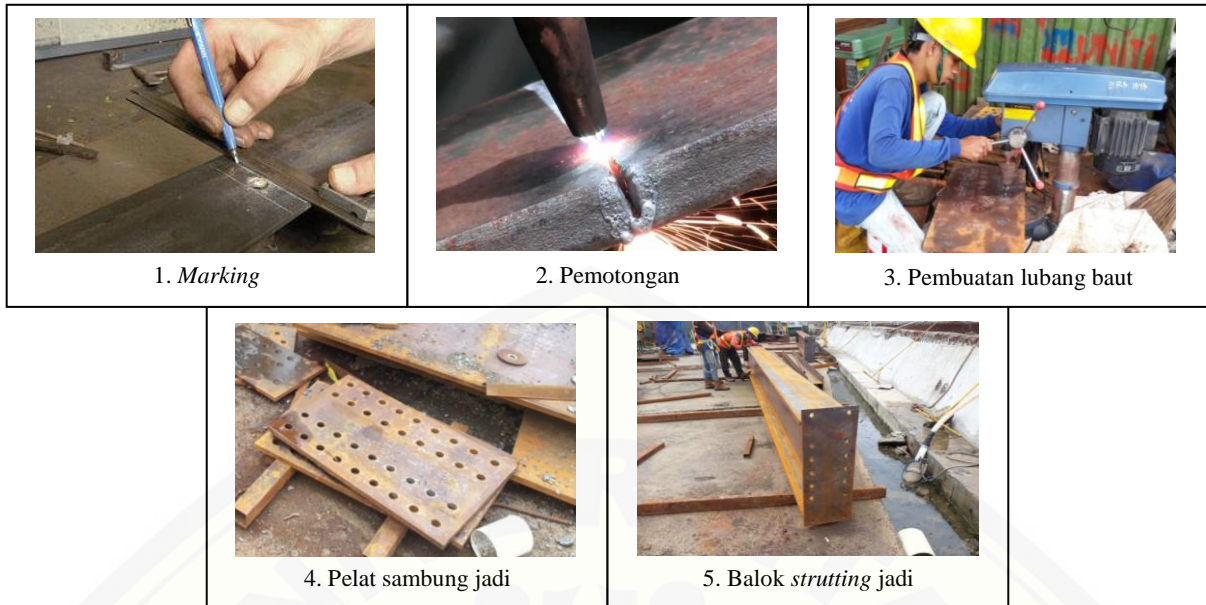 1. Marking
2. Pemotongan
3. Pembuatan lubang baut
4. Pelat sambung jadi
5. Balok strutting jadi